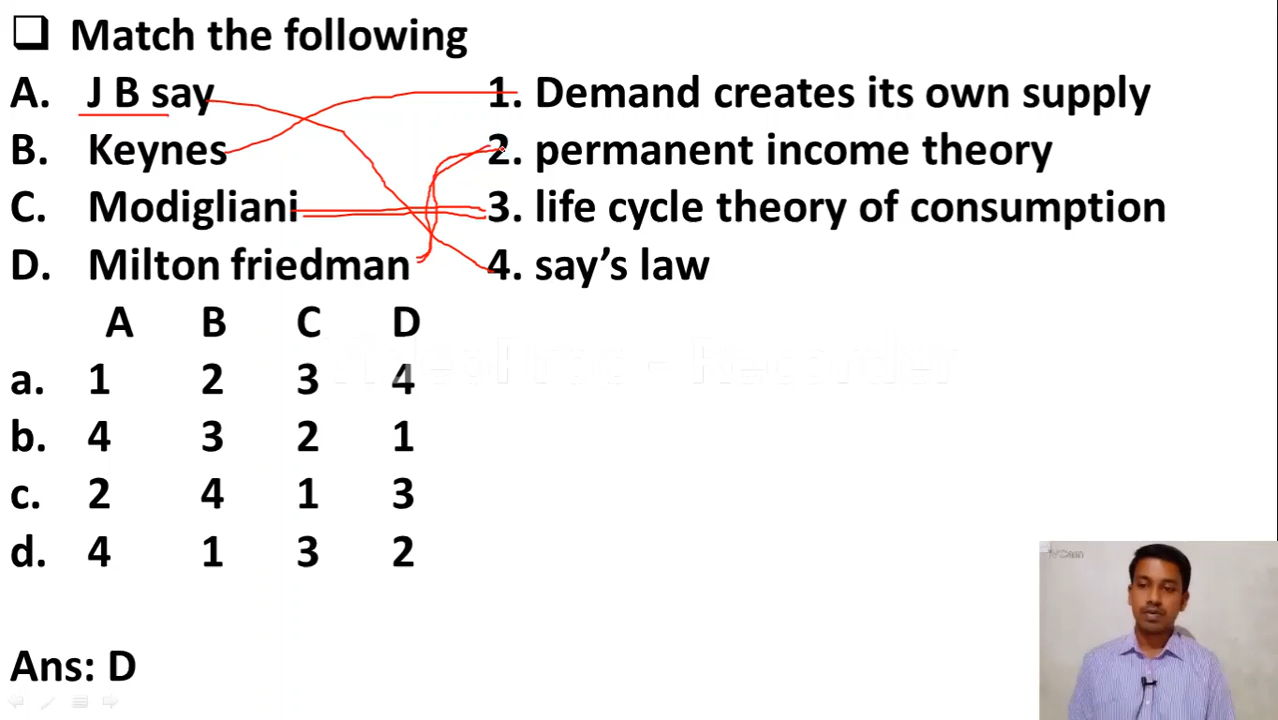 ❑ Match the following
A. J B say 1. Demand creates its own supply
B. Keynes 2. permanent income theory
C. Modigliani 3. life cycle theory of consumption
D. Milton friedman 4. say's law
A B C D
a. 1 2 3 4
b. 4 3 2 1
c. 2 4 1 3
d. 4 1 3 2
Ans: D